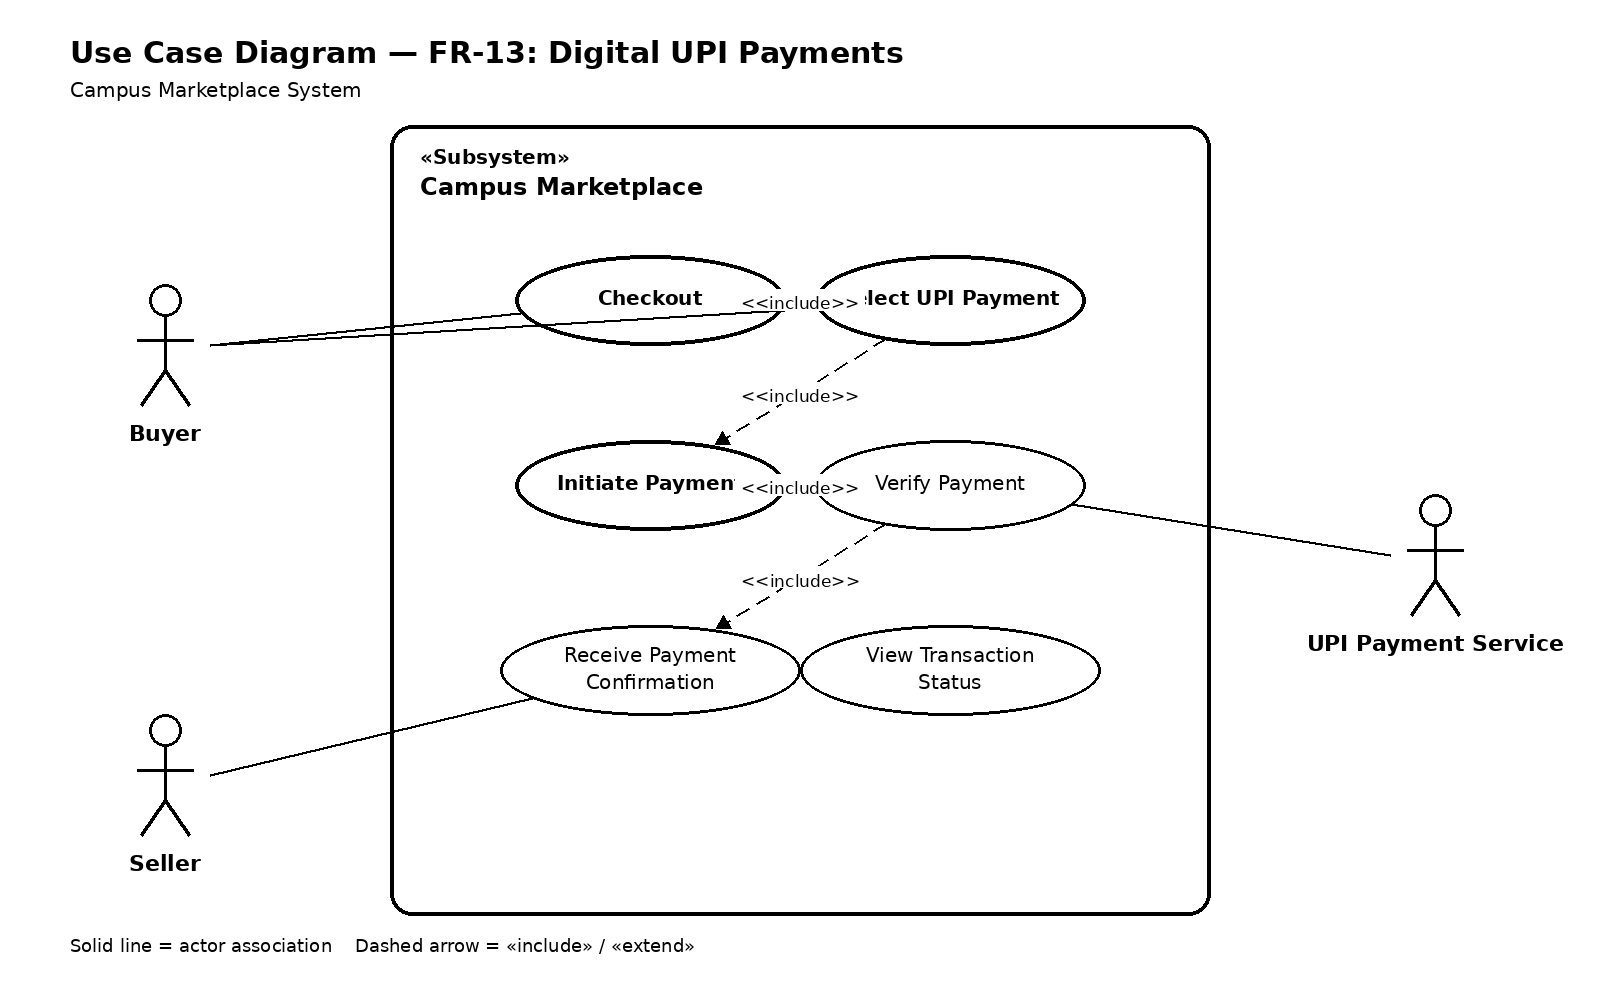 Use Case Diagram — FR-13: Digital UPI Payments
Campus Marketplace System
«Subsystem»
Campus Marketplace
Checkout
<<include>>
lect UPI Payment
<<include>>
Buyer
Initiate Paymen
<<include>>
Verify Payment
<<include>>
UPI Payment Service
Receive Payment
Confirmation
View Transaction
Status
Seller
Solid line = actor association    Dashed arrow = «include» / «extend»